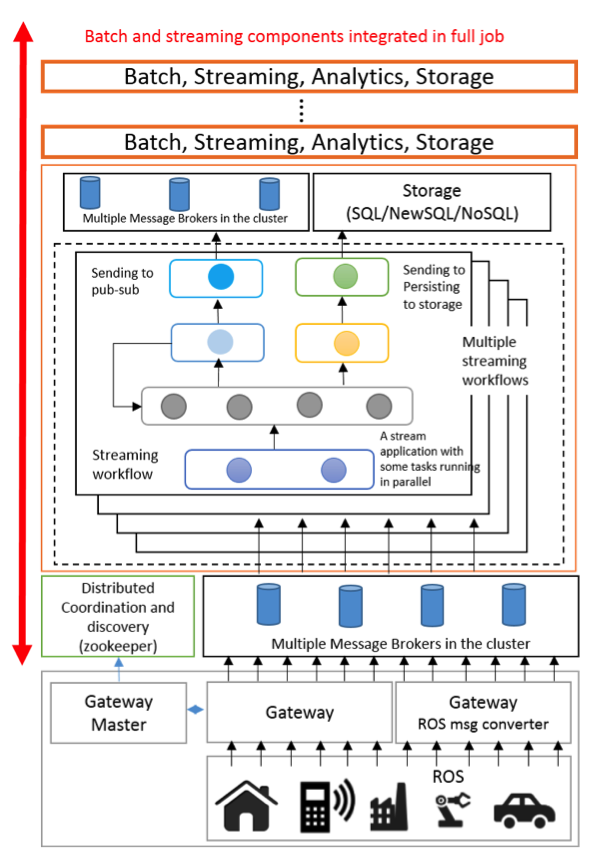 Batch and streaming components integrated in full job
Batch, Streaming, Analytics, Storage
Batch, Streaming, Analytics, Storage
Multiple Message Brokers in the cluster
Storage
(SQL/NewSQL/NoSQL)
Sending to
pub-sub
Sending to
Persisting
to storage
Multiple
streaming
workflows
Streaming
workflow
A stream
application with
some tasks running
in parallel
Distributed
Coordination and
discovery
(zookeeper)
Multiple Message Brokers in the cluster
Gateway
Master
Gateway
Gateway
ROS msg converter
ROS